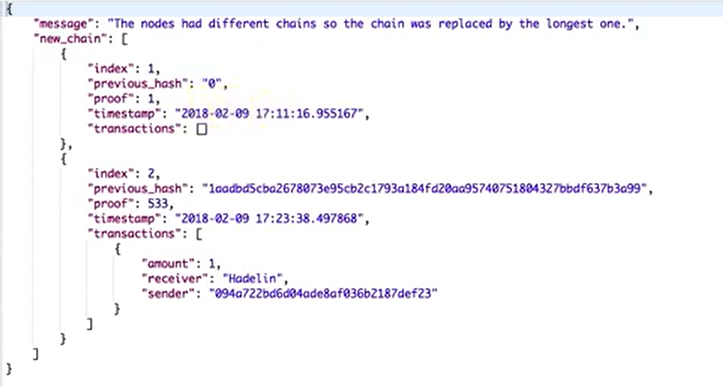 {
    "message": "The nodes had different chains so the chain was replaced by the longest one.",
    "new_chain": [
        {
            "index": 1,
            "previous_hash": "0",
            "proof": 1,
            "timestamp": "2018-02-09 17:11:16.955167",
            "transactions": []
        },
        {
            "index": 2,
            "previous_hash": "1aadbd5cba2678073e95cb2c1793a184fd20aa95740751804327bbdf637b3a99",
            "proof": 533,
            "timestamp": "2018-02-09 17:23:38.497868",
            "transactions": [
                {
                    "amount": 1,
                    "receiver": "Hadelin",
                    "sender": "094a722bd6d04ade8af036b2187def23"
                }
            ]
        }
    ]
}